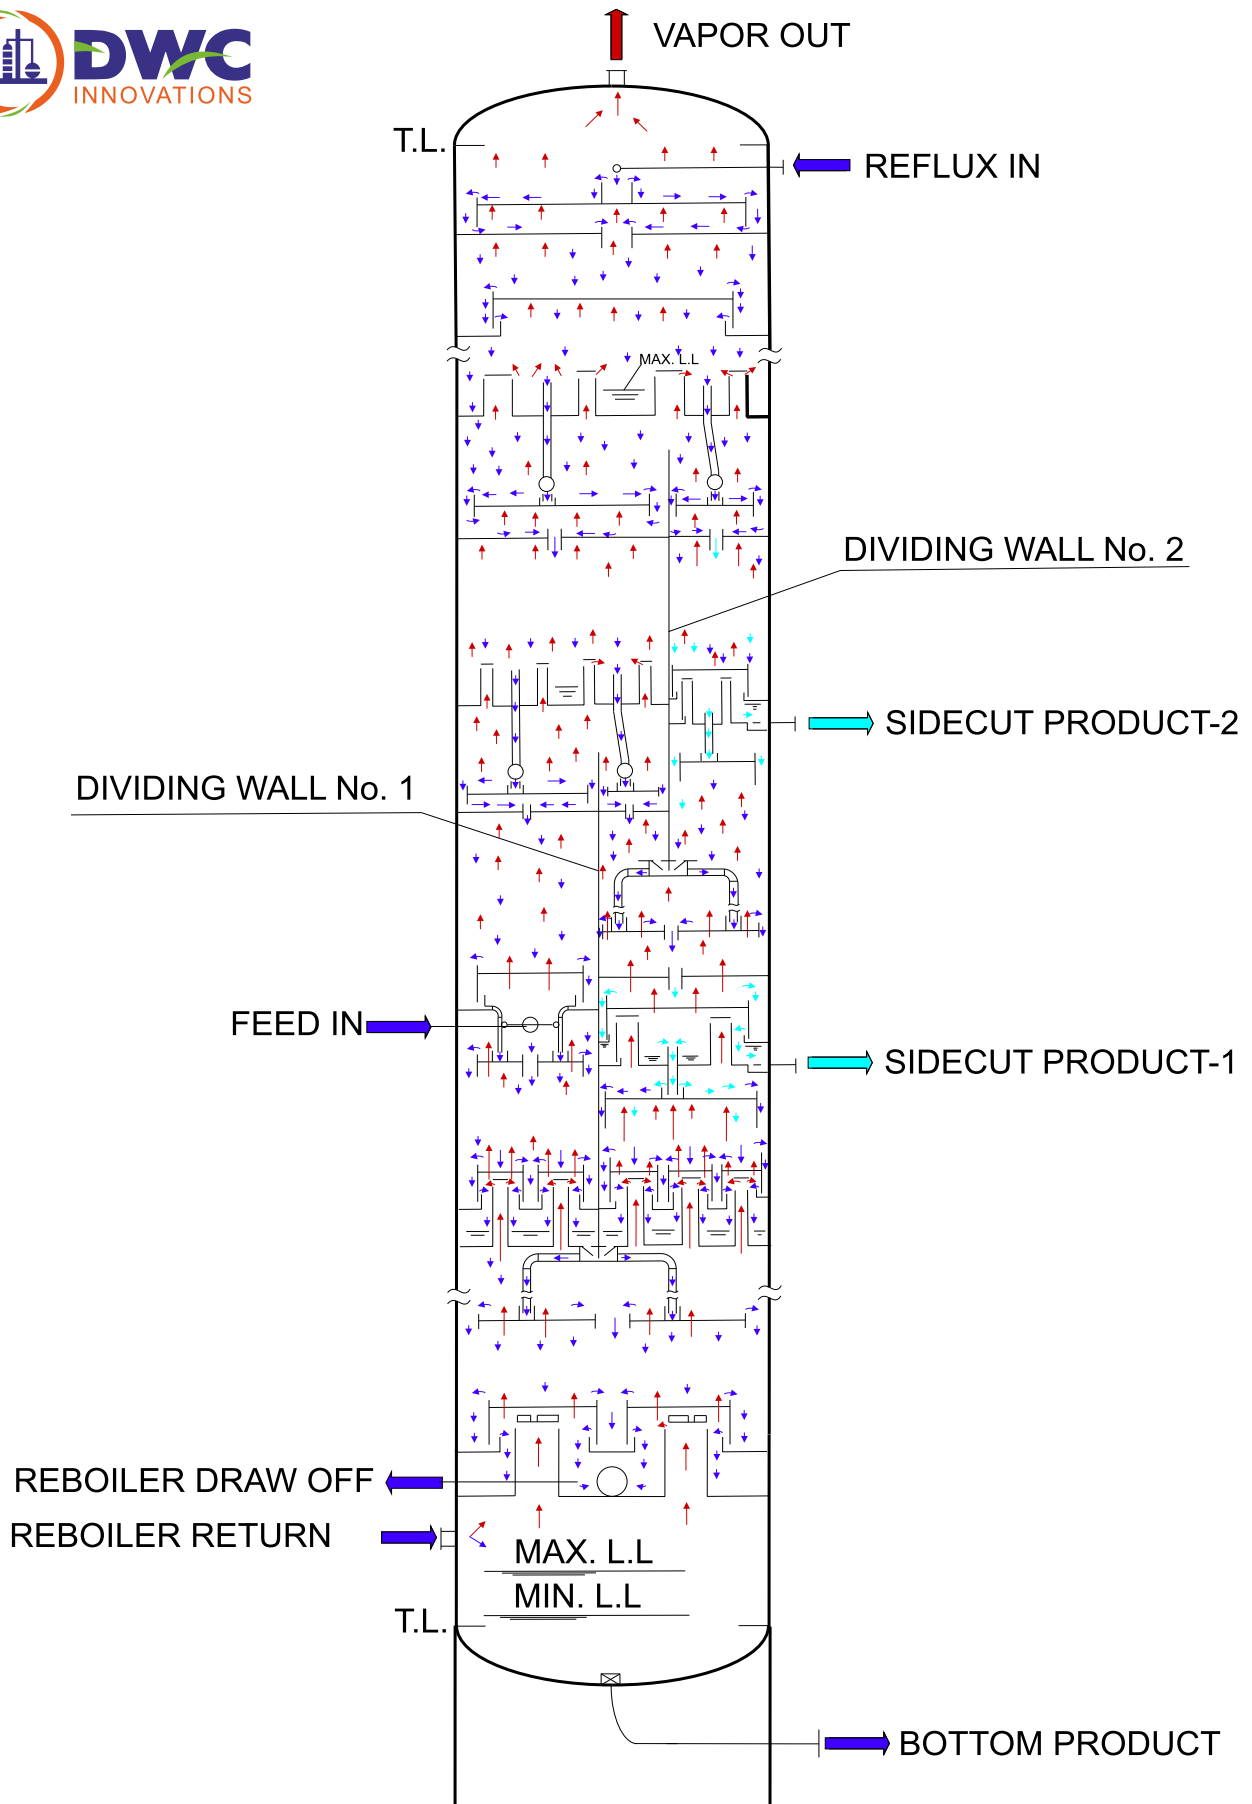 VAPOR OUT
DWC
INNOVATIONS
T.L.
REFLUX IN
MAX. L.L
DIVIDING WALL No. 2
SIDECUT PRODUCT-2
DIVIDING WALL No. 1
FEED IN
SIDECUT PRODUCT-1
REBOILER DRAW OFF
REBOILER RETURN
MAX. L.L
MIN. L.L
T.L.
BOTTOM PRODUCT